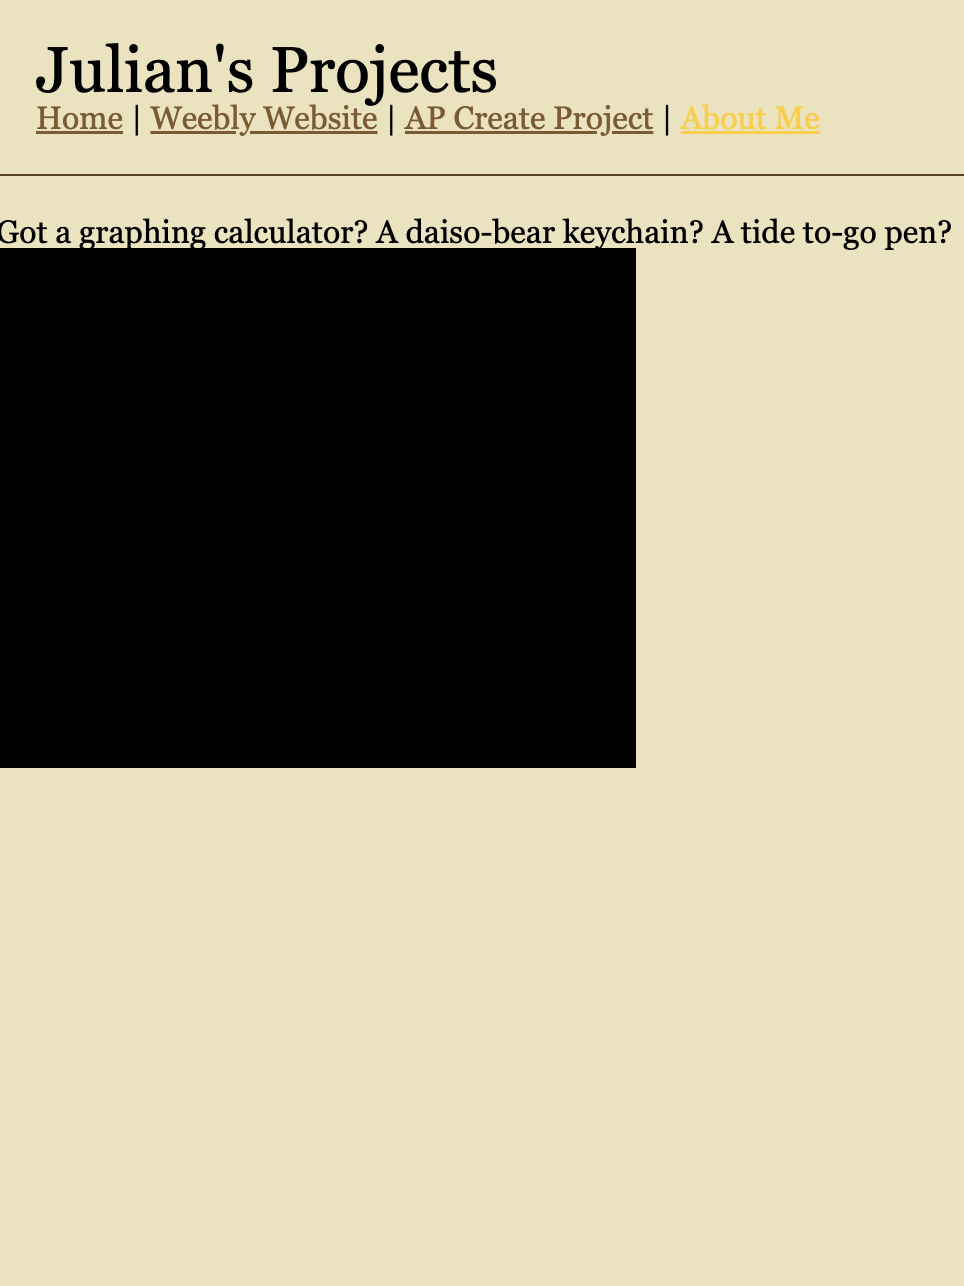 Julian's Projects
Home | Weebly Website | AP Create Project | About Me
Got a graphing calculator? A daiso-bear keychain? A tide to-go pen?